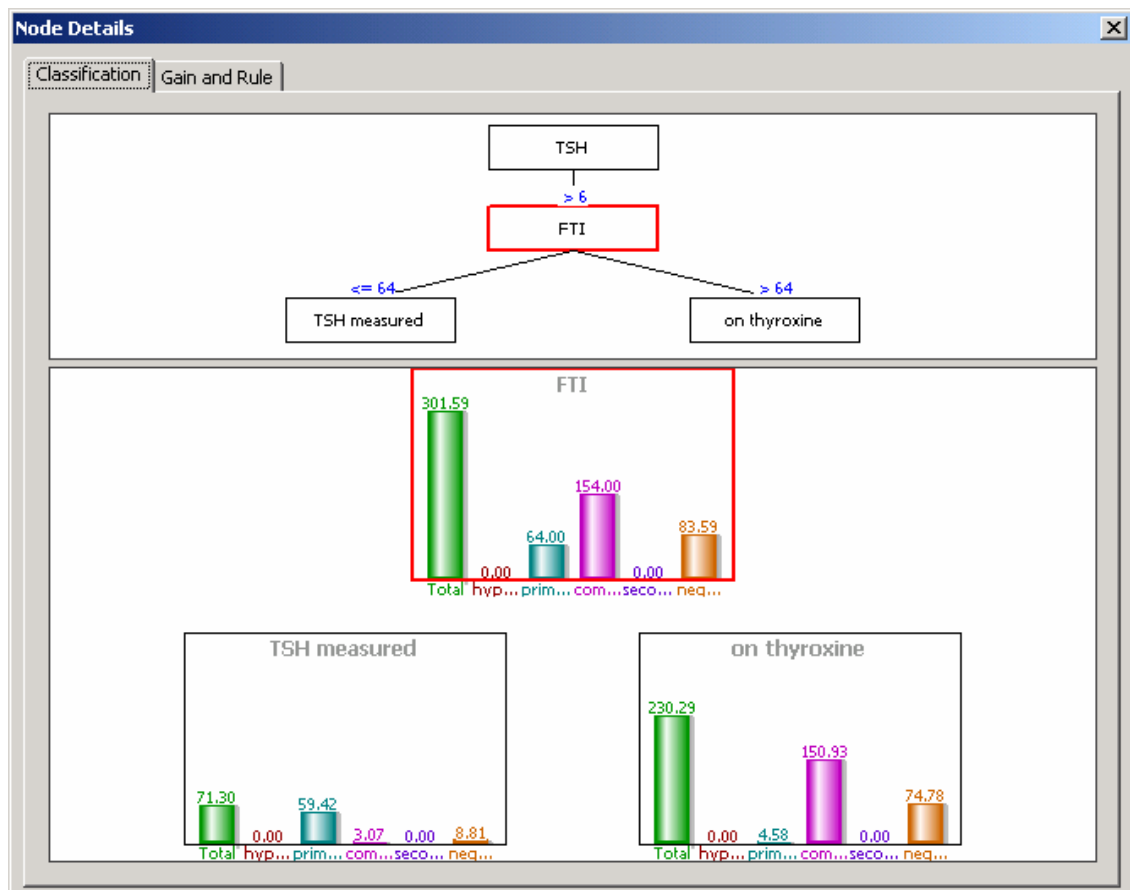 Node Details
Classification Gain and Rule
TSH
> 6
FTI
<= 64 > 64
TSH measured on thyroxine
FTI
301.59
154.00
83.59
64.00
0.00 0.00
Total hyp... prim... com... seco... neg...
TSH measured
71.30
59.42
0.00 3.07 0.00 8.81
Total hyp... prim... com... seco... neg...
on thyroxine
230.29
150.93
74.78
0.00 4.58 0.00
Total hyp... prim... com... seco... neg...